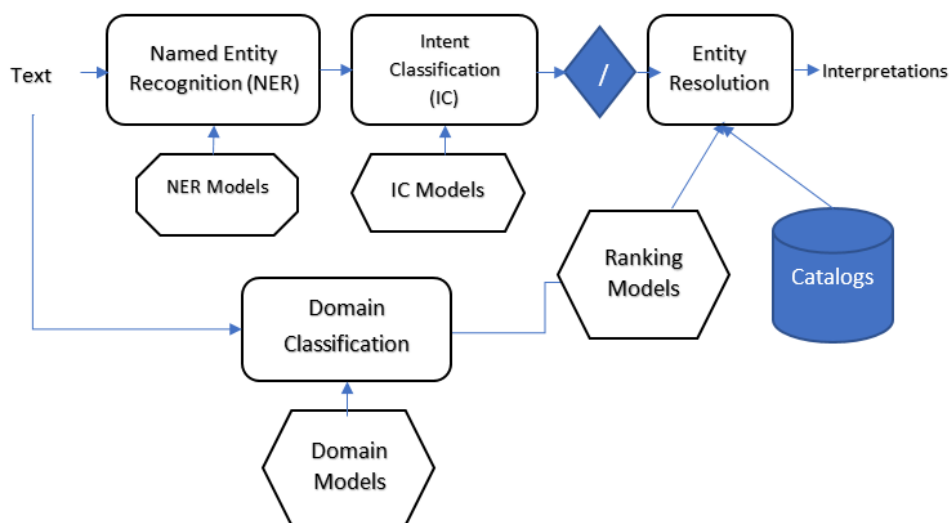 Text
Named Entity
Recognition (NER)
Intent
Classification
(IC)
/
Entity
Resolution
Interpretations
NER Models
IC Models
Ranking
Models
Catalogs
Domain
Classification
Domain
Models